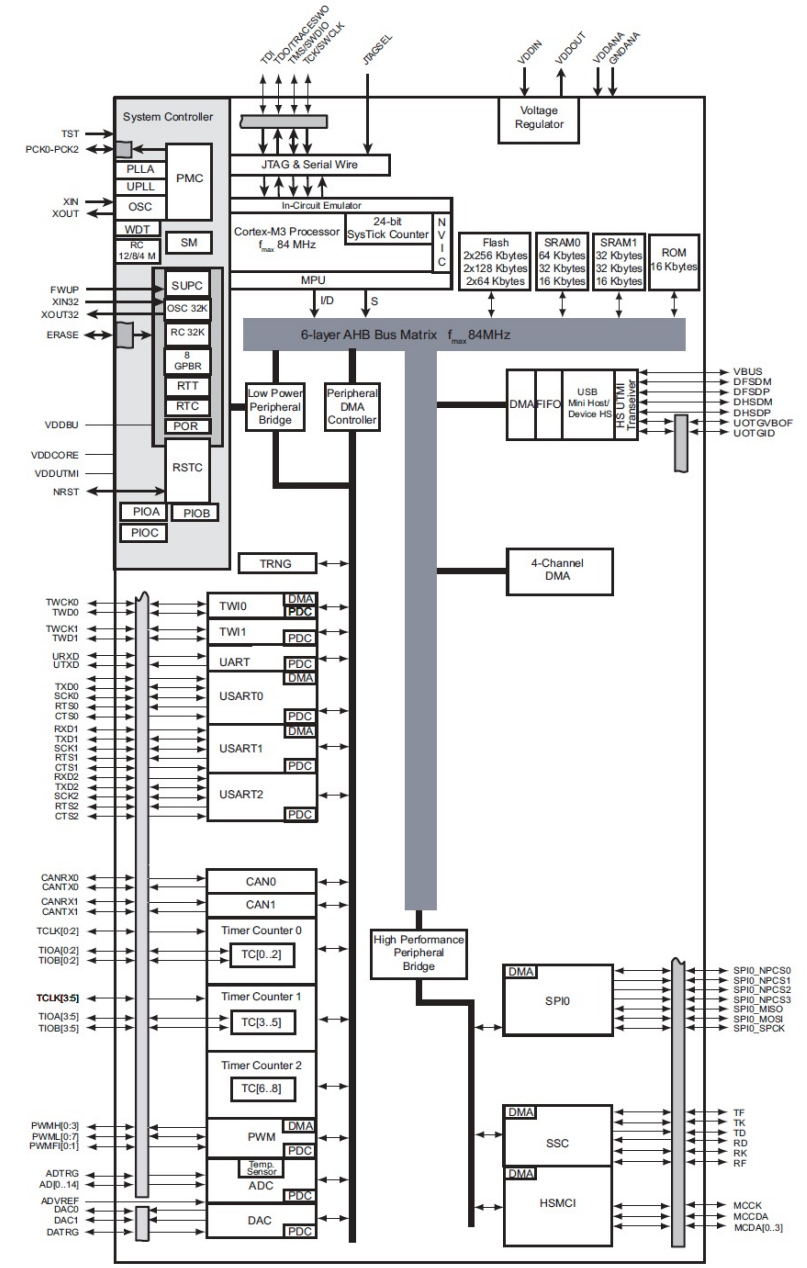 TDI
TDO/TRACESWO
TMS/SWDIO
TCK/SWCLK
JTAGSEL
VDDIN
VDDOUT
VDDANA
GNDANA
System Controller
Voltage
Regulator
TST
PCK0-PCK2
PLLA
UPLL
OSC
PMC
XIN
XOUT
WDT
RC
12/8/4 M
SM
JTAG & Serial Wire
In-Circuit Emulator
Cortex-M3 Processor
fmax 84 MHz
24-bit
SysTick Counter
N
V
I
C
MPU
I/D
S
Flash
2x256 Kbytes
2x128 Kbytes
2x64 Kbytes
SRAM0
64 Kbytes
32 Kbytes
16 Kbytes
SRAM1
32 Kbytes
32 Kbytes
16 Kbytes
ROM
16 Kbytes
FWUP
XIN32
XOUT32
ERASE
SUPC
OSC 32K
RC 32K
8
GPBR
RTT
RTC
POR
VDDBU
VDDCORE
VDDUTMI
NRST
RSTC
PIOA
PIOB
PIOC
6-layer AHB Bus Matrix fmax 84MHz
Low Power
Peripheral
Bridge
Peripheral
DMA
Controller
DMA
FIFO
USB
Mini Host/
Device HS
HS UTMI
Transeiver
VBUS
DFSDM
DFSDP
DHSDM
DHSDP
UOTGVBOF
UOTGID
TRNG
4-Channel
DMA
TWCK0
TWD0
TWI0
DMA
PDC
TWCK1
TWD1
TWI1
PDC
URXD
UTXD
UART
PDC
TXD0
SCK0
RTS0
CTS0
USART0
DMA
PDC
RXD1
TXD1
SCK1
RTS1
CTS1
USART1
DMA
PDC
RXD2
TXD2
SCK2
RTS2
CTS2
USART2
PDC
CANRX0
CANTX0
CAN0
CANRX1
CANTX1
CAN1
TCLK[0:2]
TIOA[0:2]
TIOB[0:2]
Timer Counter 0
TC[0..2]
TCLK[3:5]
TIOA[3:5]
TIOB[3:5]
Timer Counter 1
TC[3..5]
Timer Counter 2
TC[6..8]
High Performance
Peripheral
Bridge
DMA
SPI0
SPI0_NPCS0
SPI0_NPCS1
SPI0_NPCS2
SPI0_NPCS3
SPI0_MISO
SPI0_MOSI
SPI0_SPCK
PWMH[0:3]
PWML[0:7]
PWMFI[0:1]
PWM
DMA
PDC
DMA
SSC
TF
TK
TD
RD
RK
RF
ADTRG
AD[0..14]
ADVREF
Temp.
Sensor
ADC
PDC
DMA
HSMCI
MCCK
MCCDA
MCDA[0..3]
DAC0
DAC1
DATRG
DAC
PDC